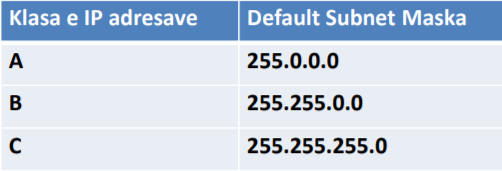 Klasa e IP adresave Default Subnet Maska
A 255.0.0.0
B 255.255.0.0
C 255.255.255.0